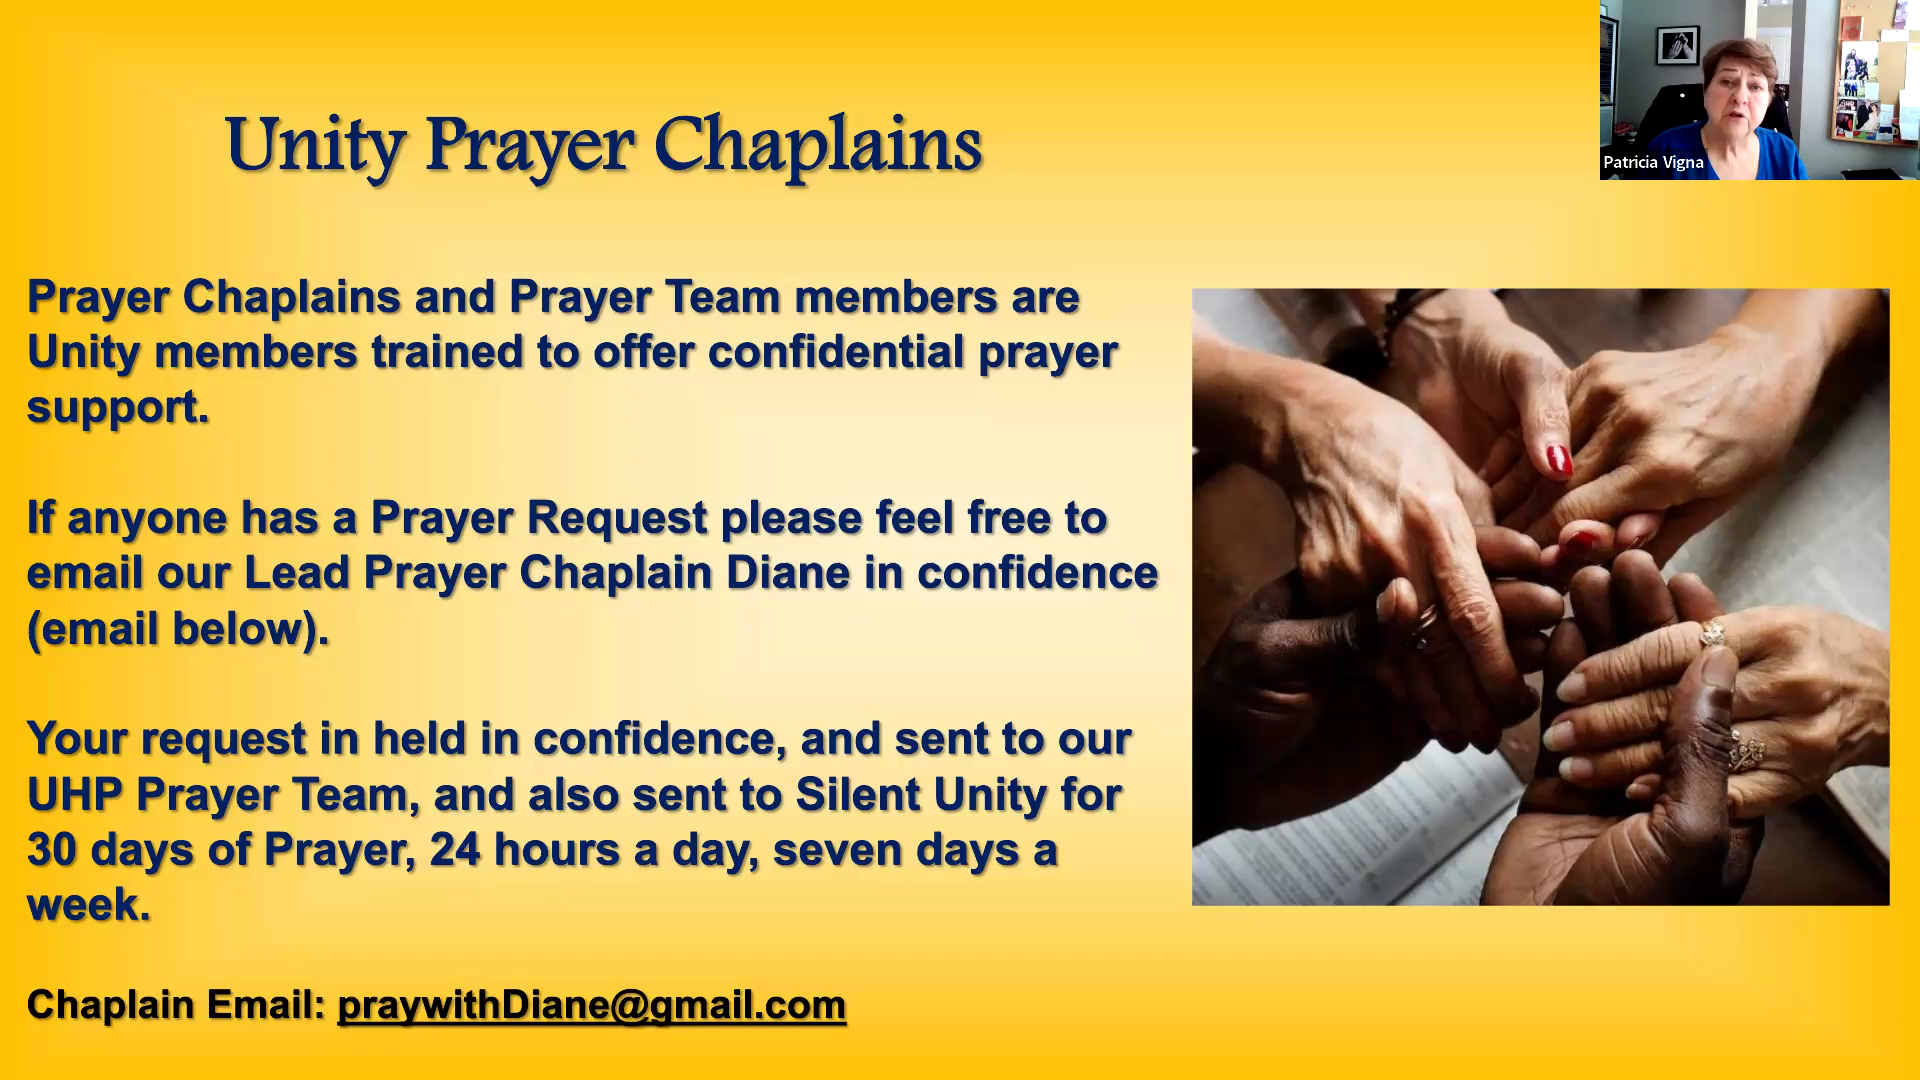 Unity Prayer Chaplains
Patricia Vigna
Prayer Chaplains and Prayer Team members are
Unity members trained to offer confidential prayer
support.
If anyone has a Prayer Request please feel free to
email our Lead Prayer Chaplain Diane in confidence
(email below).
Your request in held in confidence, and sent to our
UHP Prayer Team, and also sent to Silent Unity for
30 days of Prayer, 24 hours a day, seven days a
week.
Chaplain Email: praywithDiane@gmail.com